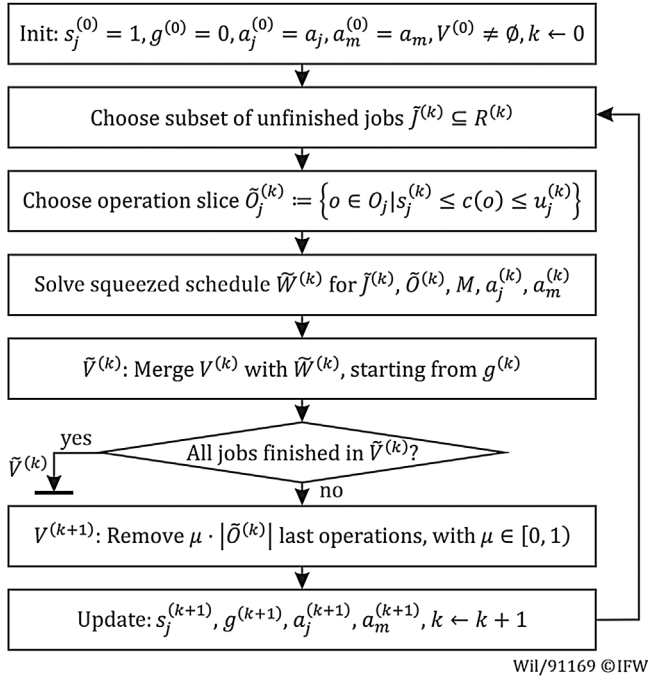 Init: s_j^(0) = 1, g^(0) = 0, a_j^(0) = a_j, a_m^(0) = a_m, V^(0) ≠ ∅, k ← 0
Choose subset of unfinished jobs J̃^(k) ⊆ R^(k)
Choose operation slice Õ_j^(k) ≔ {o ∈ O_j | s_j^(k) ≤ c(o) ≤ u_j^(k)}
Solve squeezed schedule W̃^(k) for J̃^(k), Õ^(k), M, a_j^(k), a_m^(k)
Ṽ^(k): Merge V^(k) with W̃^(k), starting from g^(k)
yes
All jobs finished in Ṽ^(k)?
Ṽ^(k)
no
V^(k+1): Remove μ · |Õ^(k)| last operations, with μ ∈ [0, 1)
Update: s_j^(k+1), g^(k+1), a_j^(k+1), a_m^(k+1), k ← k + 1
Wil/91169 ©IFW